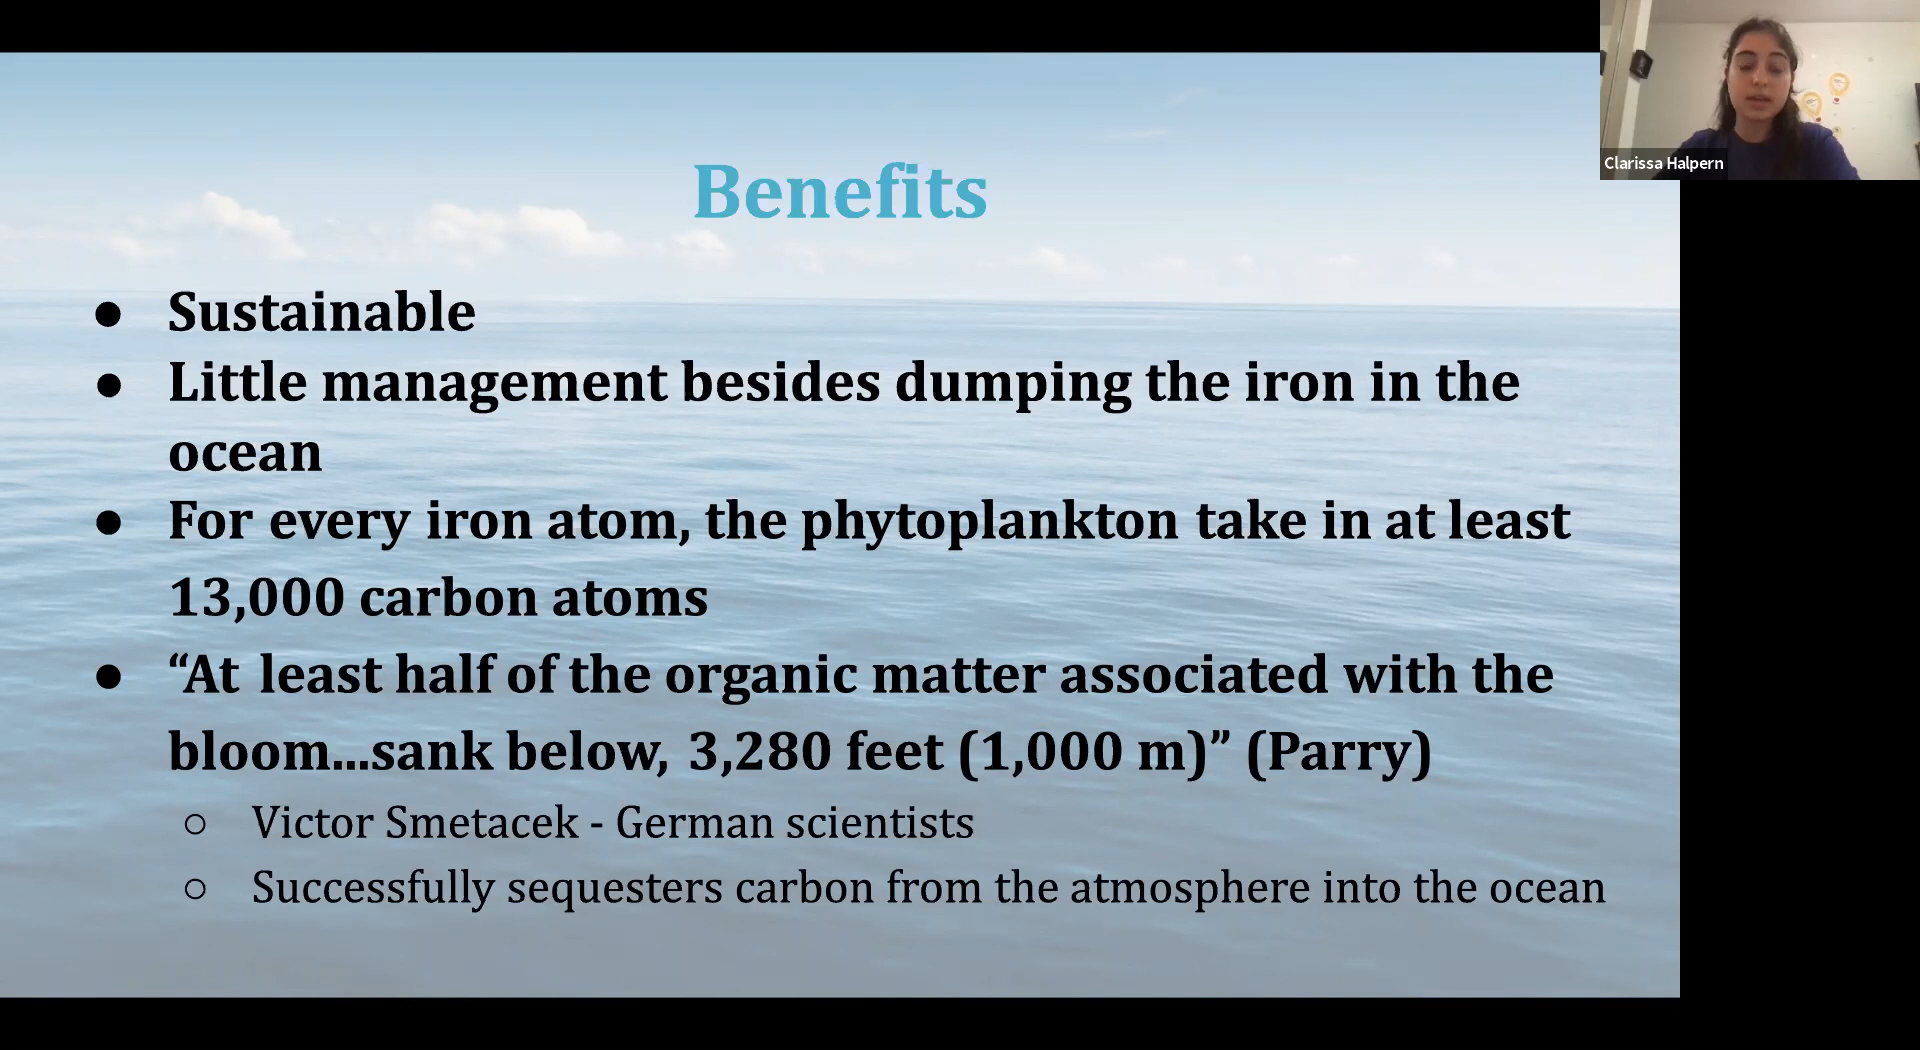 Benefits
● Sustainable
● Little management besides dumping the iron in the
ocean
● For every iron atom, the phytoplankton take in at least
13,000 carbon atoms
● “At least half of the organic matter associated with the
bloom...sank below, 3,280 feet (1,000 m)” (Parry)
○ Victor Smetacek - German scientists
○ Successfully sequesters carbon from the atmosphere into the ocean
Clarissa Halpern